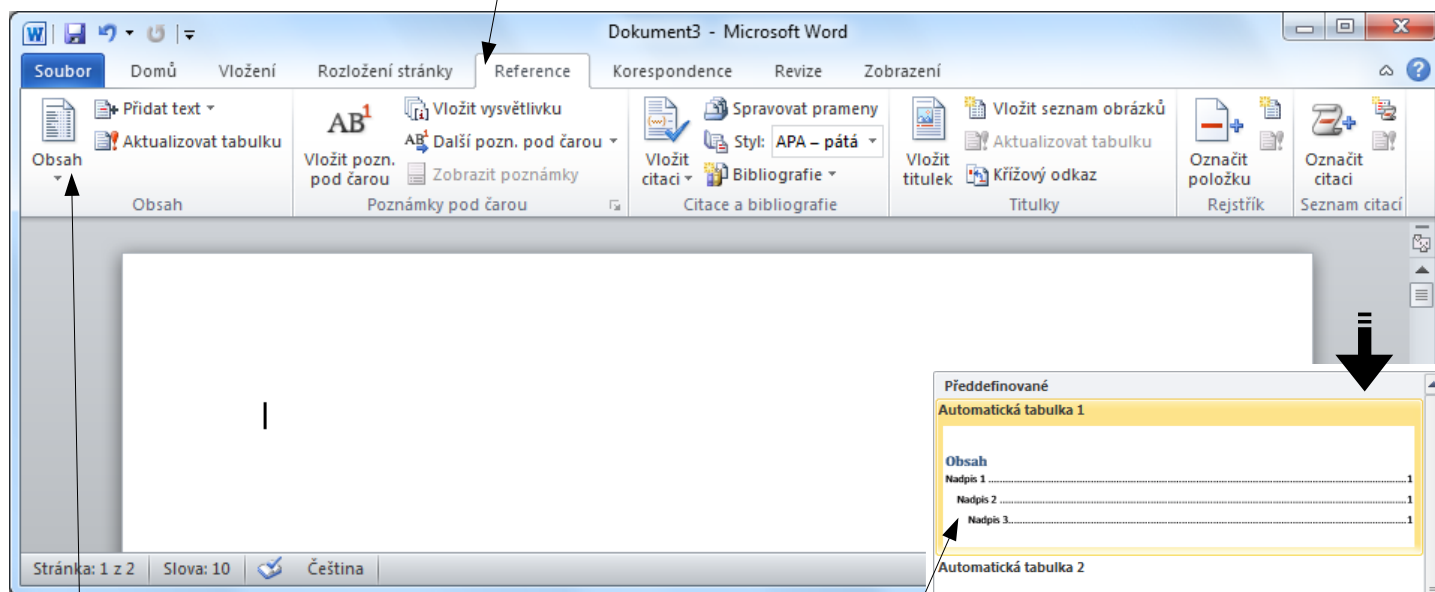 Dokument3 - Microsoft Word
Soubor Domů Vložení Rozložení stránky Reference Korespondence Revize Zobrazení
Obsah
Přidat text
Aktualizovat tabulku
Obsah
AB1
Vložit pozn.
pod čarou
Vložit vysvětlivku
Další pozn. pod čarou
Zobrazit poznámky
Poznámky pod čarou
Vložit
citaci
Spravovat prameny
Styl: APA – pátá
Bibliografie
Citace a bibliografie
Vložit
titulek
Vložit seznam obrázků
Aktualizovat tabulku
Křížový odkaz
Titulky
Označit
položku
Rejstřík
Označit
citaci
Seznam citací
Předdefinované
Automatická tabulka 1
Obsah
Nadpis 1 ........ 1
Nadpis 2 ........ 1
Nadpis 3........ 1
Automatická tabulka 2
Stránka: 1 z 2 Slova: 10 Čeština